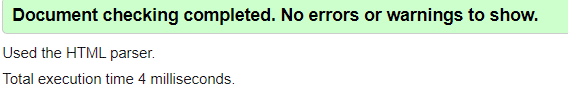 Document checking completed. No errors or warnings to show.
Used the HTML parser.
Total execution time 4 milliseconds.